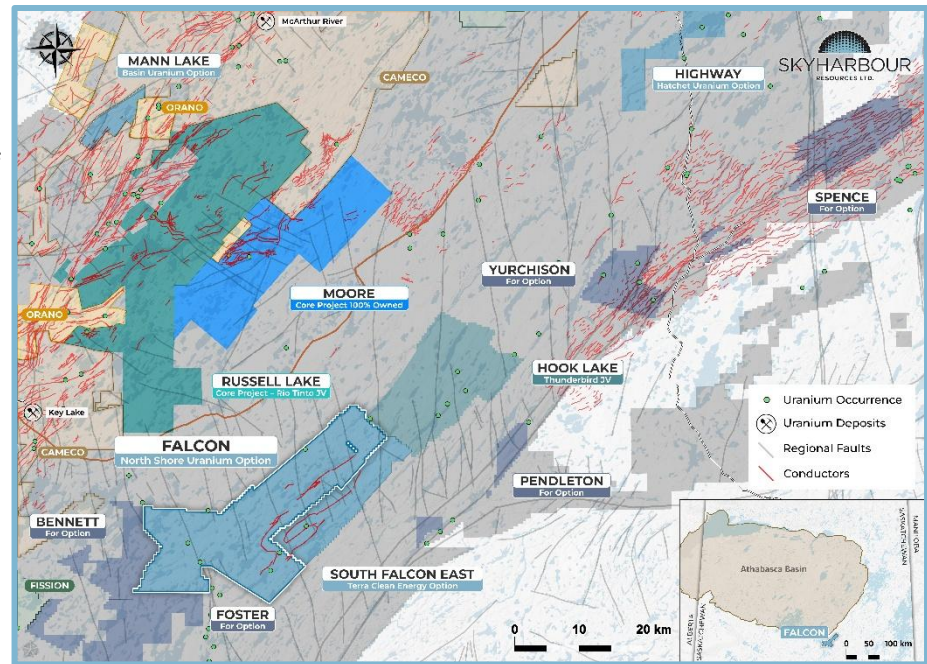 McArthur River
MANN LAKE
Basin Uranium Option
CAMECO
HIGHWAY
Hatchet Uranium Option
SKYHARBOUR
RESOURCES LTD.
ORANO
SPENCE
For Option
YURCHISON
For Option
MOORE
Core Project 100% Owned
ORANO
HOOK LAKE
Thunderbird JV
RUSSELL LAKE
Core Project - Rio Tinto JV
Uranium Occurrence
Uranium Deposits
Regional Faults
Conductors
Key Lake
FALCON
North Shore Uranium Option
CAMECO
PENDLETON
For Option
BENNETT
For Option
SOUTH FALCON EAST
Terra Clean Energy Option
FISSION
FOSTER
For Option
0 10 20 km
SASKATCHEWAN
MANITOBA
Athabasca Basin
ALBERTA
SASKATCHEWAN
FALCON
0 50 100 km